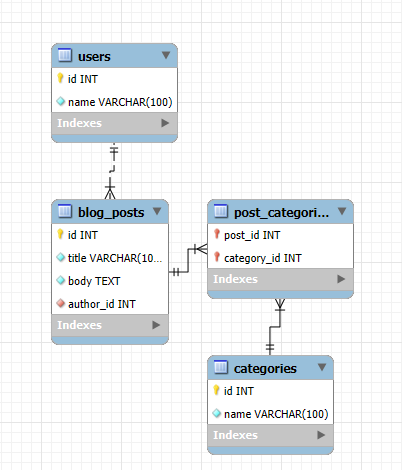 users
id INT
name VARCHAR(100)
Indexes
blog_posts
id INT
title VARCHAR(10...
body TEXT
author_id INT
Indexes
post_categori...
post_id INT
category_id INT
Indexes
categories
id INT
name VARCHAR(100)
Indexes